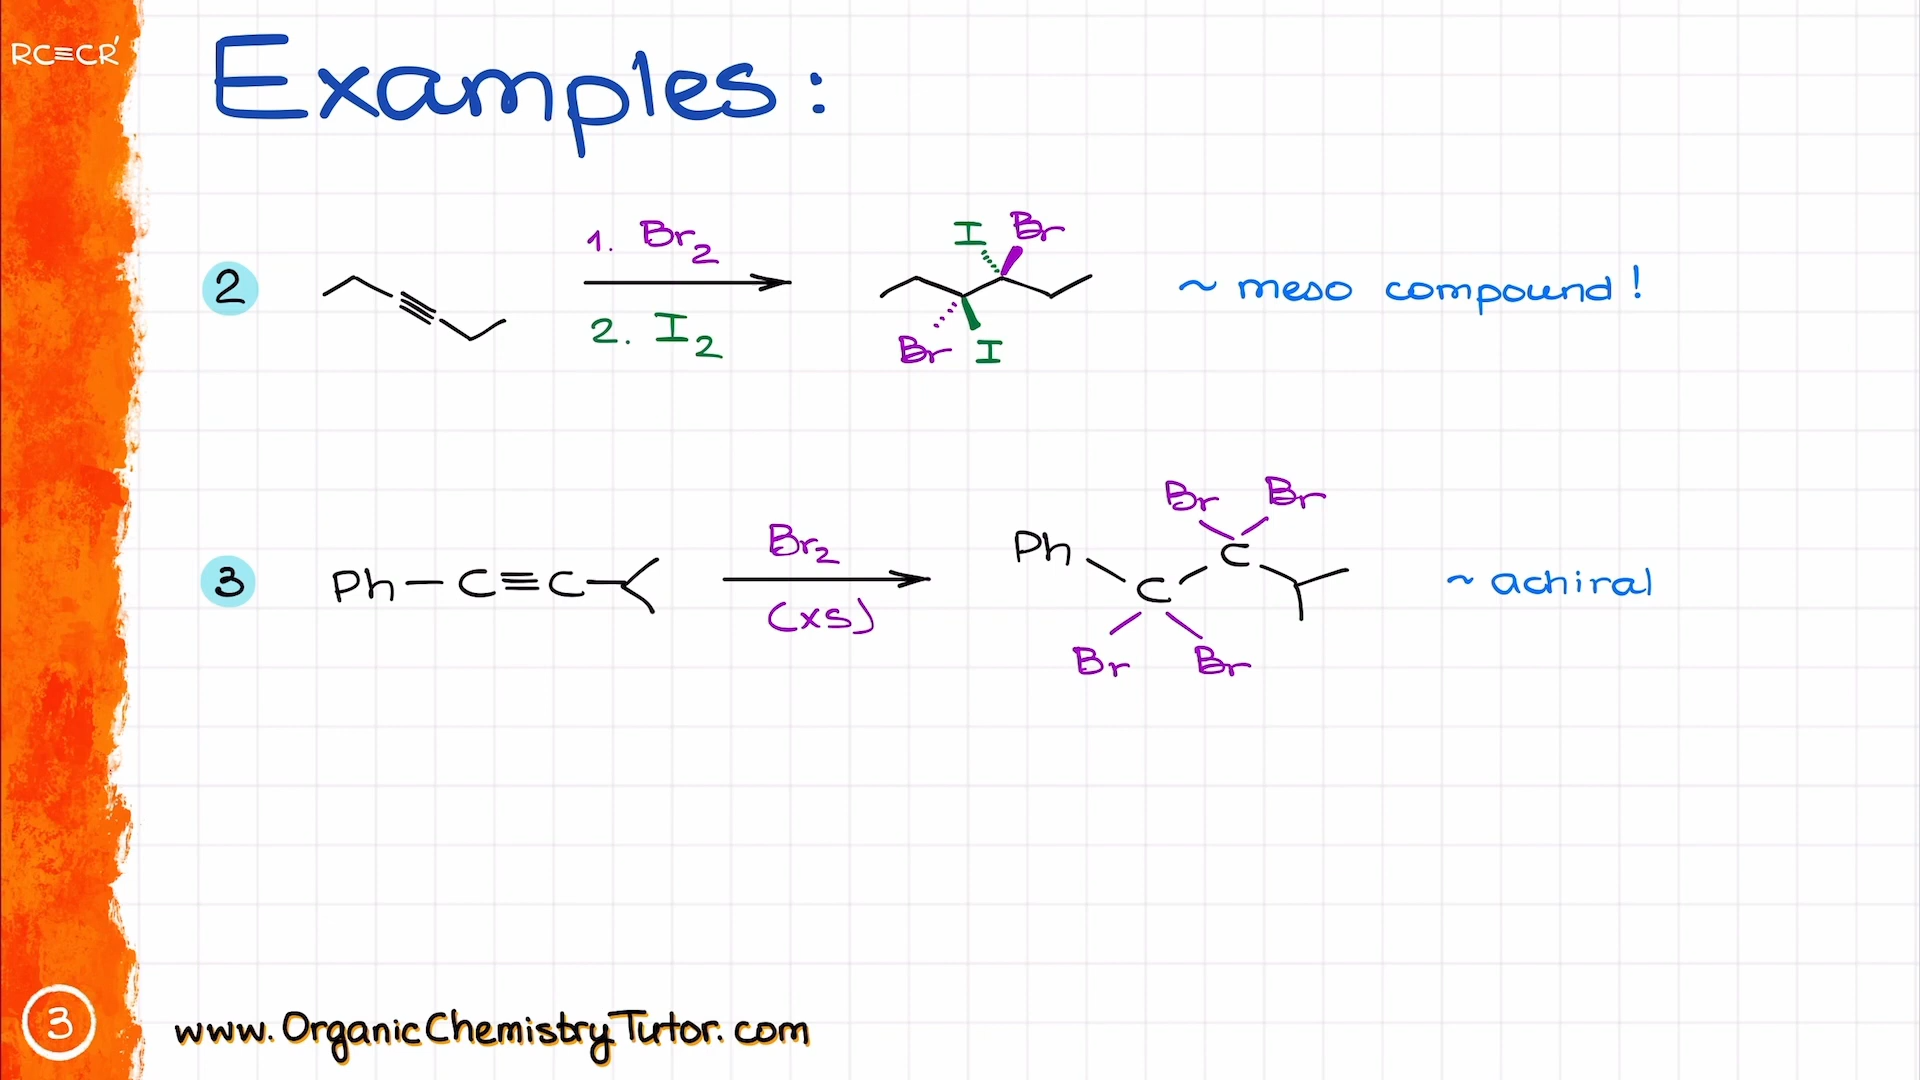 RC≡CR'
Examples:
2
1. Br₂
2. I₂
I Br
Br I
~ meso compound!
3
Ph—C≡C
Br₂
(xs)
Br Br
Ph C
C
Br Br
~ achiral
3
www.OrganicChemistryTutor.com